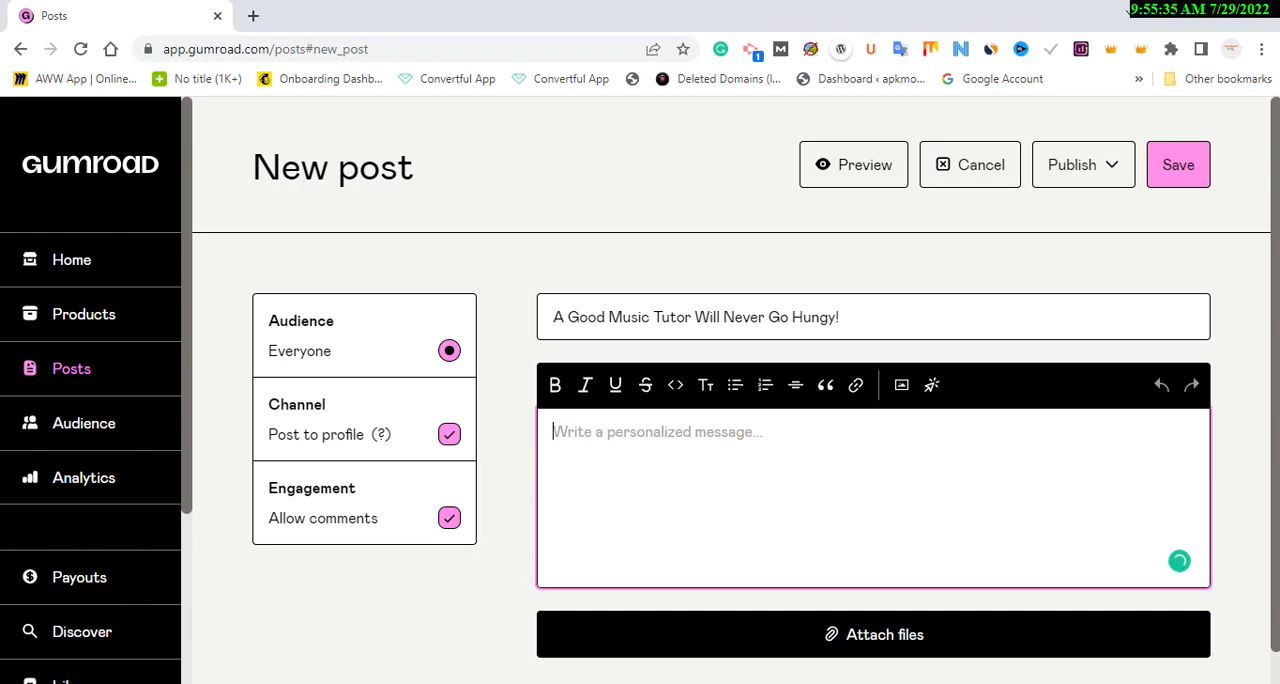 Posts
9:55:35 AM 7/29/2022
app.gumroad.com/posts#new_post
1
AWW App | Online...
No title (1K+)
Onboarding Dashb...
Convertful App
Convertful App
Deleted Domains (l...
Dashboard ‹ apkmo...
Google Account
»
Other bookmarks
GUMROAD
New post
Preview
Cancel
Publish
Save
Home
Products
Posts
Audience
Analytics
Payouts
Discover
Audience
Everyone
Channel
Post to profile (?)
Engagement
Allow comments
A Good Music Tutor Will Never Go Hungy!
Write a personalized message...
Attach files